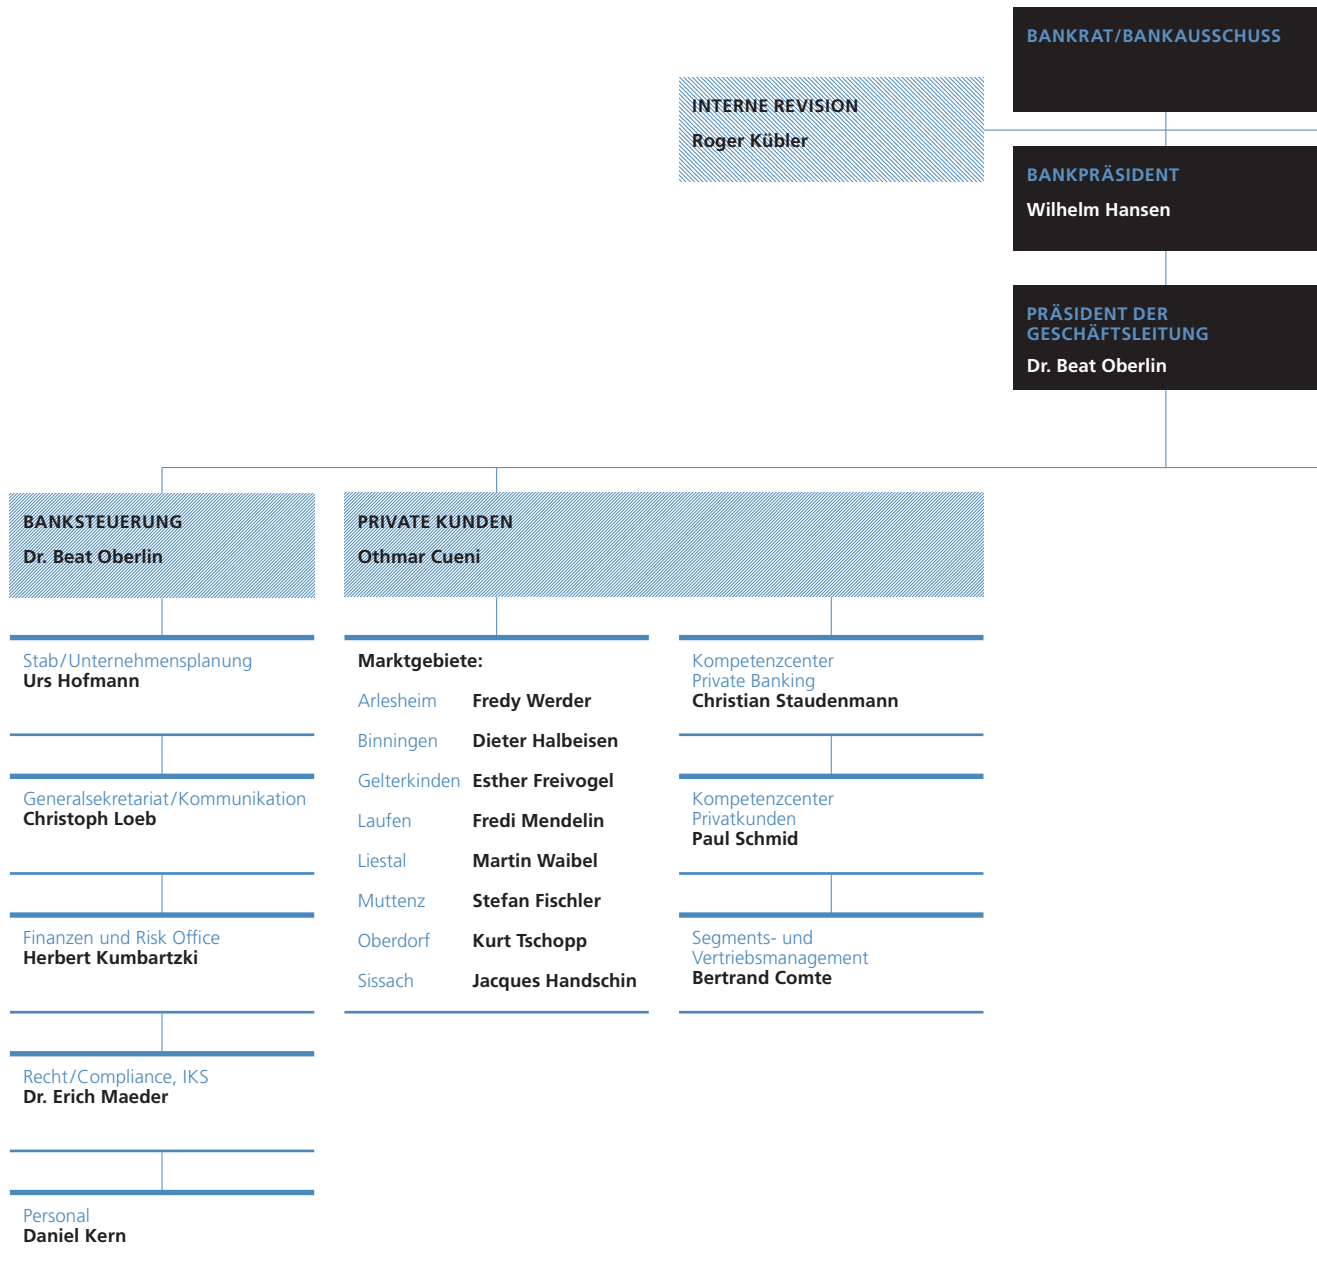 BANKRAT/BANKAUSSCHUSS
INTERNE REVISION
Roger Kübler
BANKPRÄSIDENT
Wilhelm Hansen
PRÄSIDENT DER
GESCHÄFTSLEITUNG
Dr. Beat Oberlin
BANKSTEUERUNG
Dr. Beat Oberlin
PRIVATE KUNDEN
Othmar Cueni
Stab/Unternehmensplanung
Urs Hofmann
Generalsekretariat/Kommunikation
Christoph Loeb
Finanzen und Risk Office
Herbert Kumbartzki
Recht/Compliance, IKS
Dr. Erich Maeder
Personal
Daniel Kern
Marktgebiete:
Arlesheim Fredy Werder
Binningen Dieter Halbeisen
Gelterkinden Esther Freivogel
Laufen Fredi Mendelin
Liestal Martin Waibel
Muttenz Stefan Fischler
Oberdorf Kurt Tschopp
Sissach Jacques Handschin
Kompetenzcenter
Private Banking
Christian Staudenmann
Kompetenzcenter
Privatkunden
Paul Schmid
Segments- und
Vertriebsmanagement
Bertrand Comte